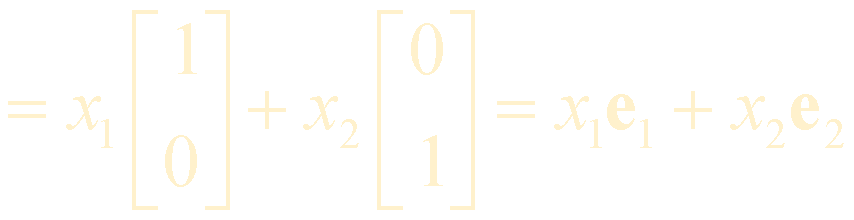 = x₁ [1 0] + x₂ [0 1] = x₁e₁ + x₂e₂